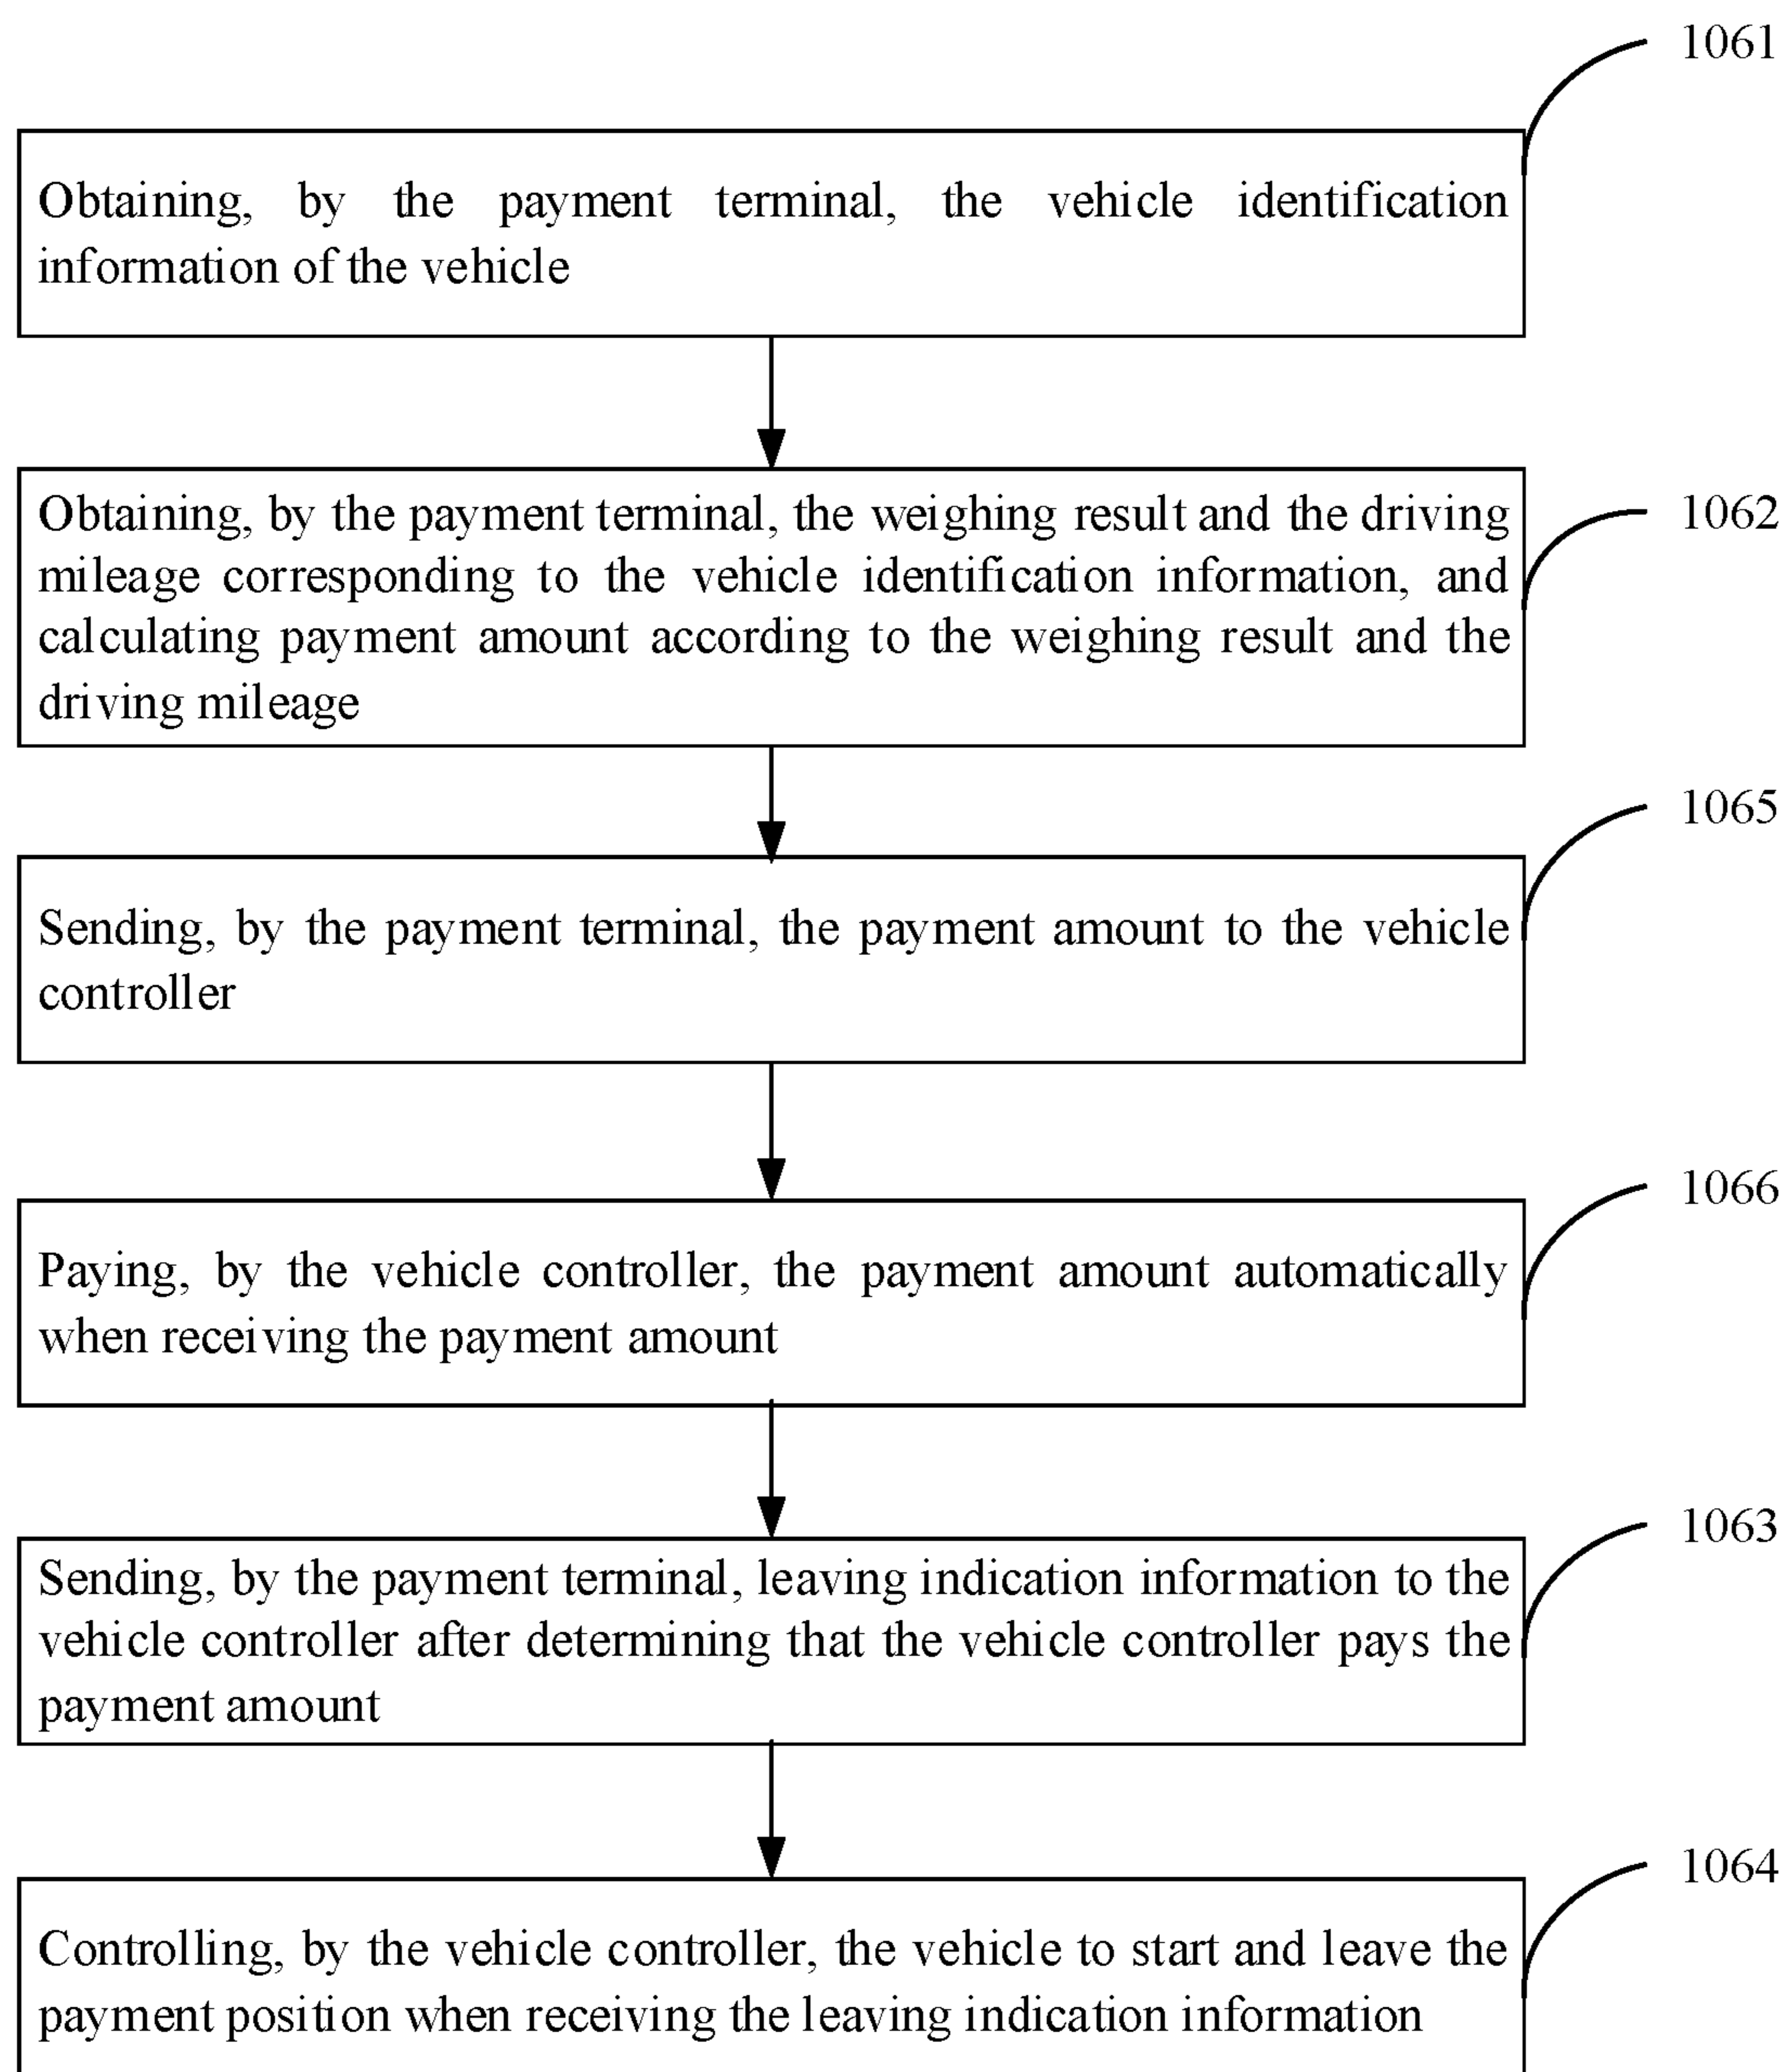 1061
Obtaining, by the payment terminal, the vehicle identification
information of the vehicle
Obtaining, by the payment terminal, the weighing result and the driving
1062
mileage corresponding to the vehicle identification information, and
calculating payment amount according to the weighing result and the
driving mileage
1065
Sending, by the payment terminal, the payment amount to the vehicle
controller
1066
Paying, by the vehicle controller, the payment amount automatically
when receiving the payment amount
1063
Sending, by the payment terminal, leaving indication information to the
vehicle controller after determining that the vehicle controller pays the
payment amount
1064
Controlling, by the vehicle controller, the vehicle to start and leave the
payment position when receiving the leaving indication information